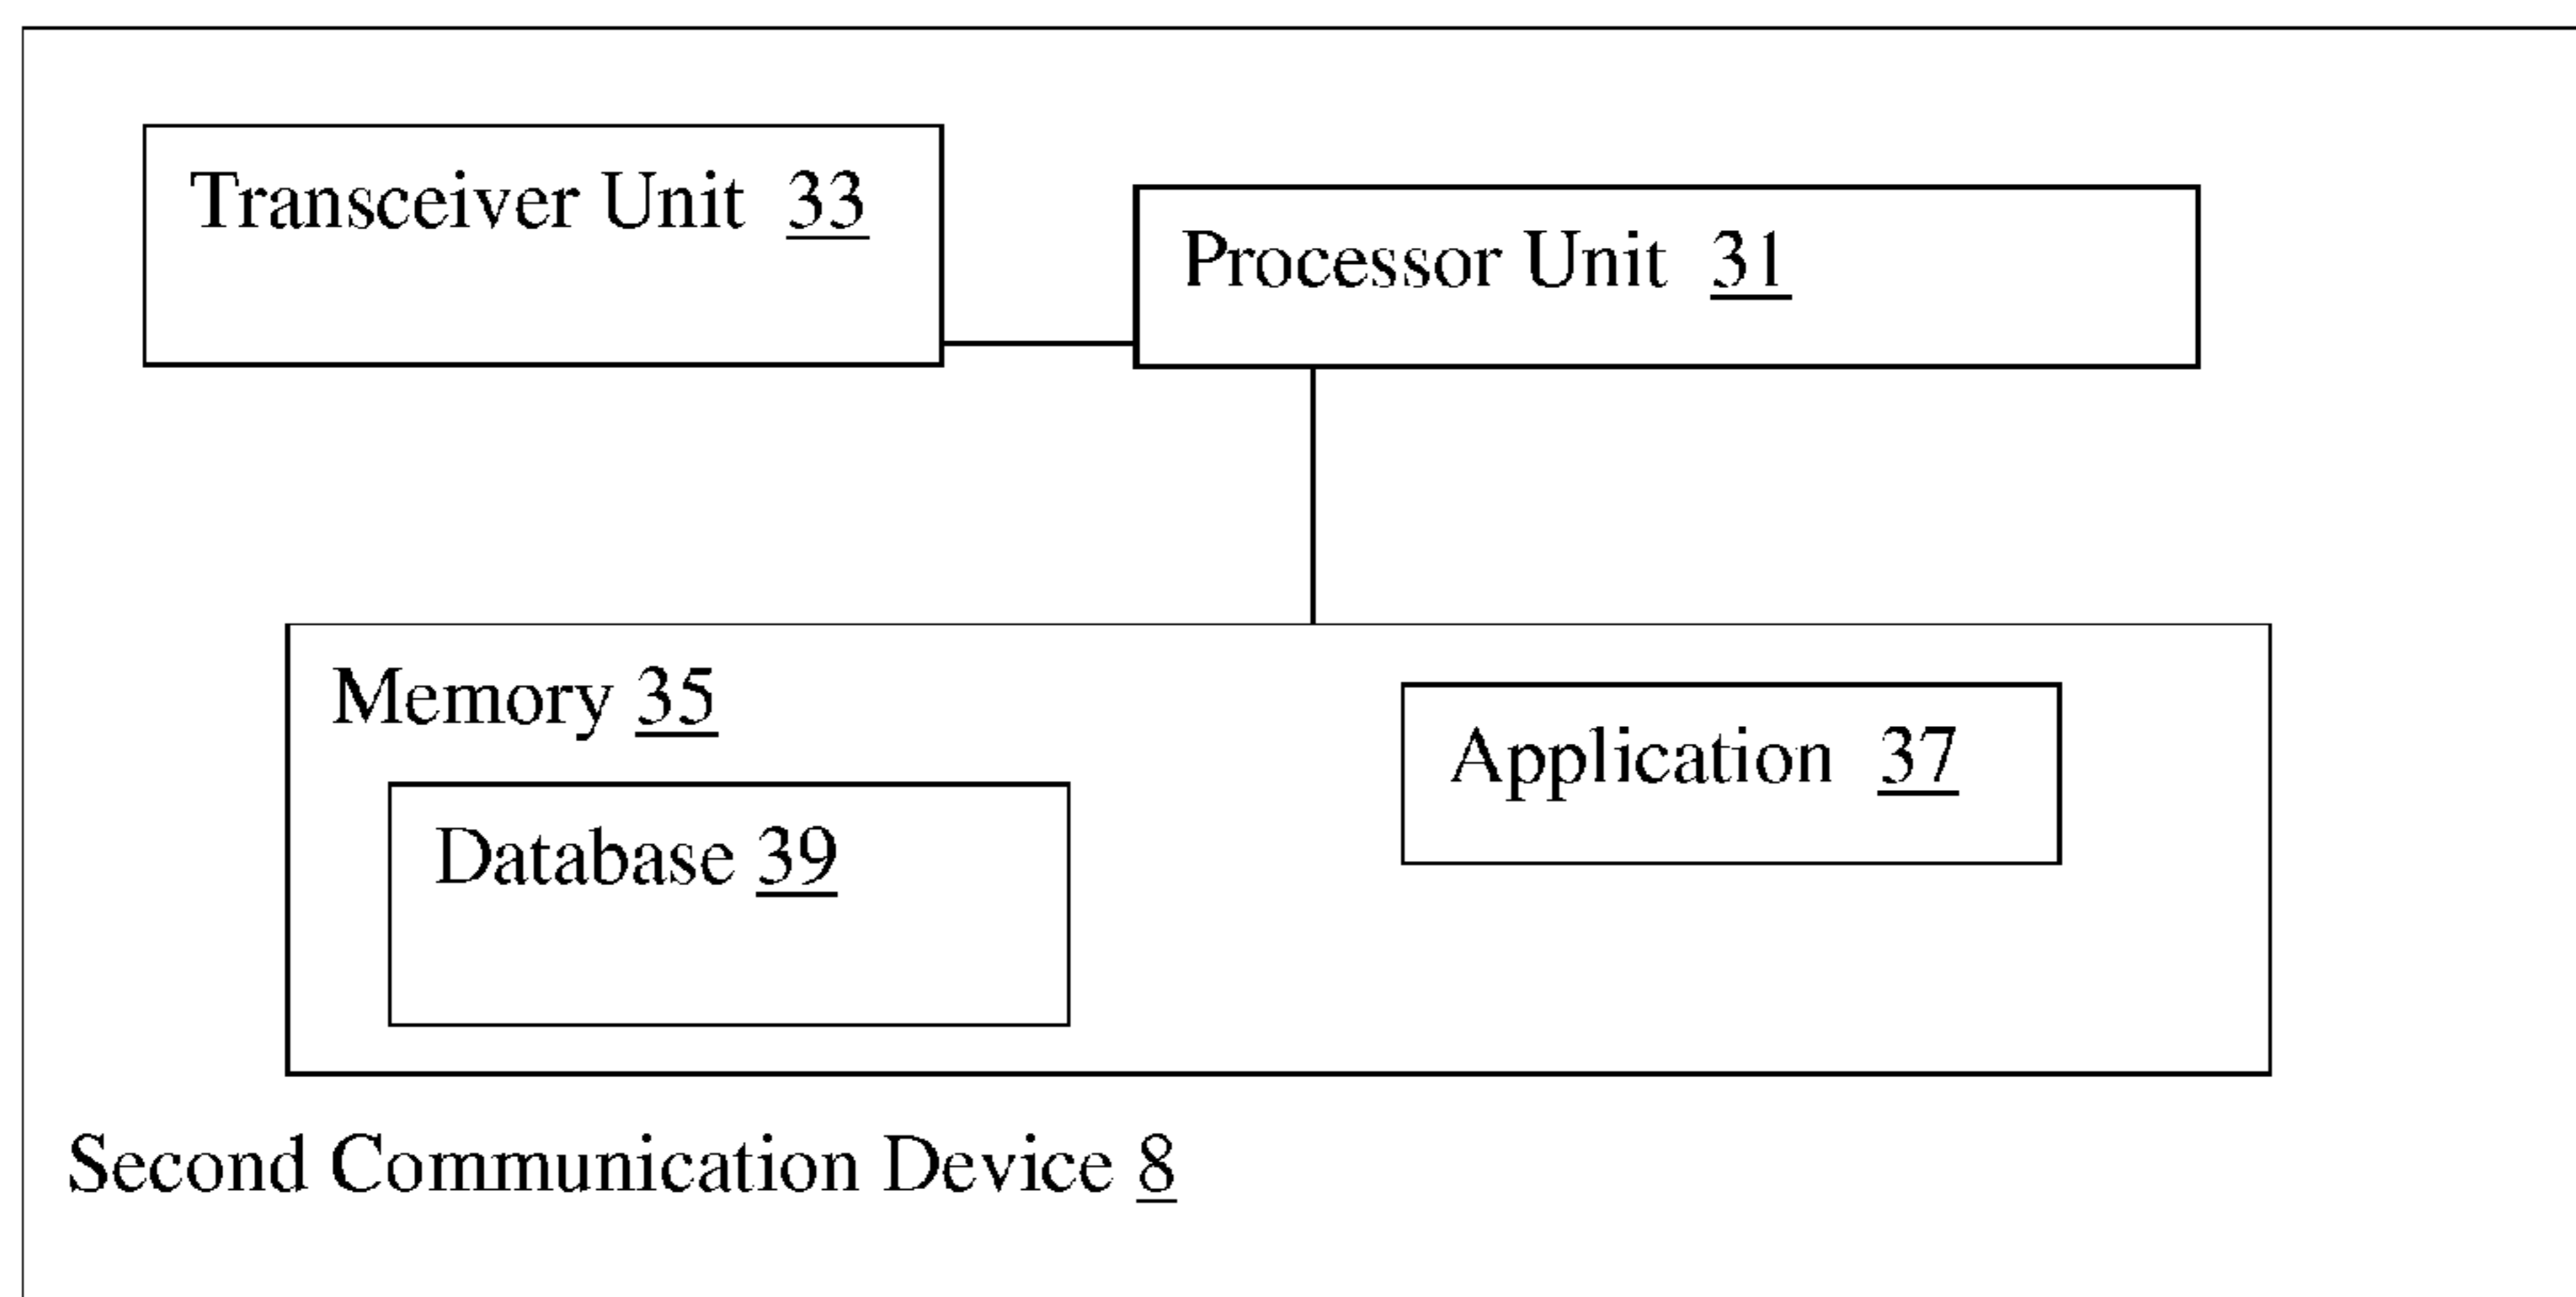 Transceiver Unit 33
Processor Unit 31
Memory 35
Application 37
Database 39
Second Communication Device 8